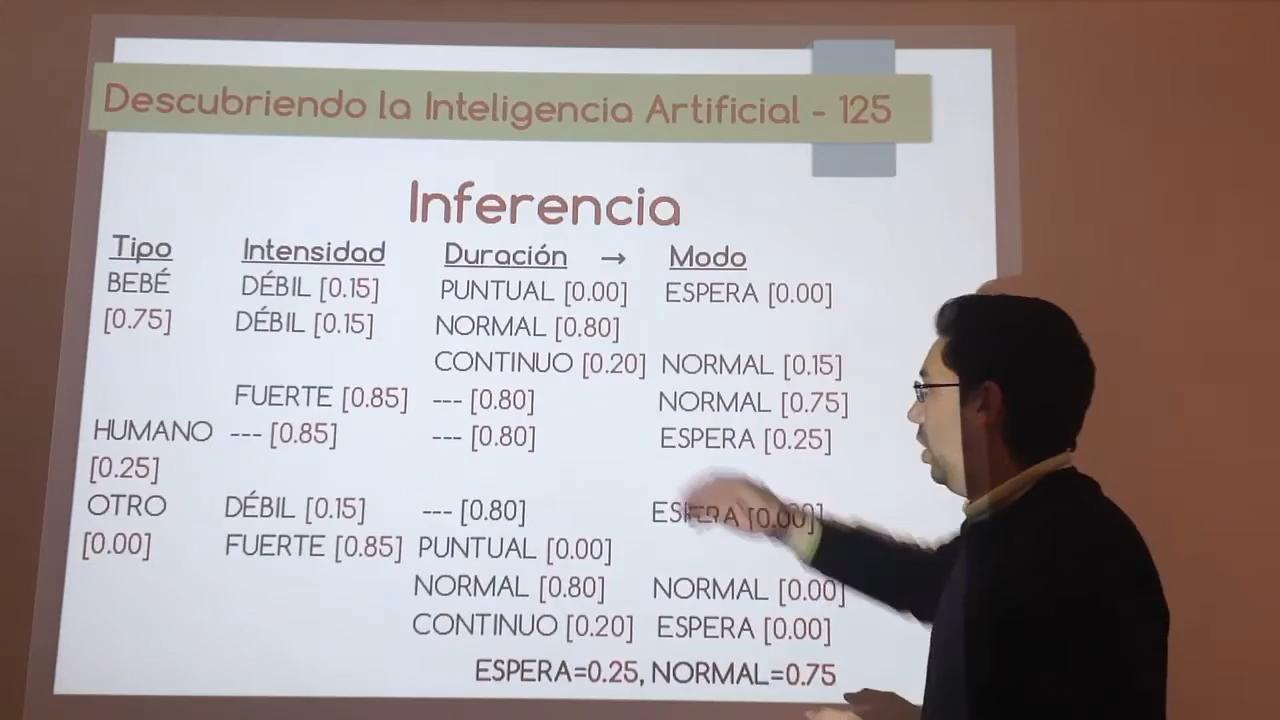 Descubriendo la Inteligencia Artificial - 125
Inferencia
Tipo Intensidad Duración → Modo
BEBÉ DÉBIL [0.15] PUNTUAL [0.00] ESPERA [0.00]
[0.75] DÉBIL [0.15] NORMAL [0.80]
CONTINUO [0.20] NORMAL [0.15]
FUERTE [0.85] --- [0.80] NORMAL [0.75]
HUMANO --- [0.85] --- [0.80] ESPERA [0.25]
[0.25]
OTRO DÉBIL [0.15] --- [0.80] ESPERA [0.00]
[0.00] FUERTE [0.85] PUNTUAL [0.00]
NORMAL [0.80] NORMAL [0.00]
CONTINUO [0.20] ESPERA [0.00]
ESPERA=0.25, NORMAL=0.75